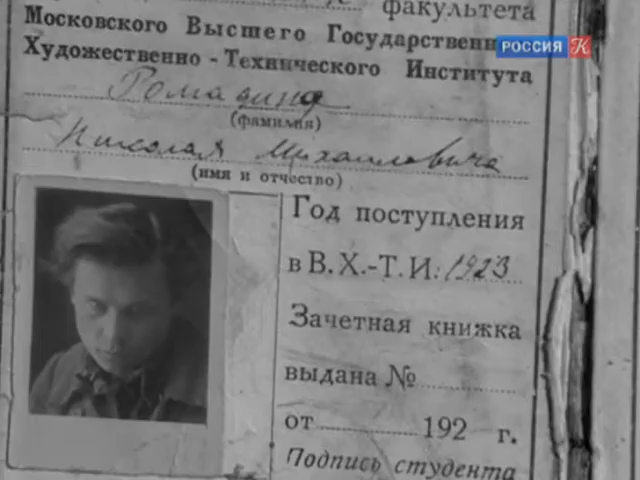 факультета
Московского Высшего Государственн
РОССИЯ К
Художественно-Технического Института
Ромадина
(фамилия)
Николая Михайловича
(имя и отчество)
Год поступления
в В. Х.-Т. И: 1923
Зачетная книжка
выдана №
от 192 г.
Подпись студента